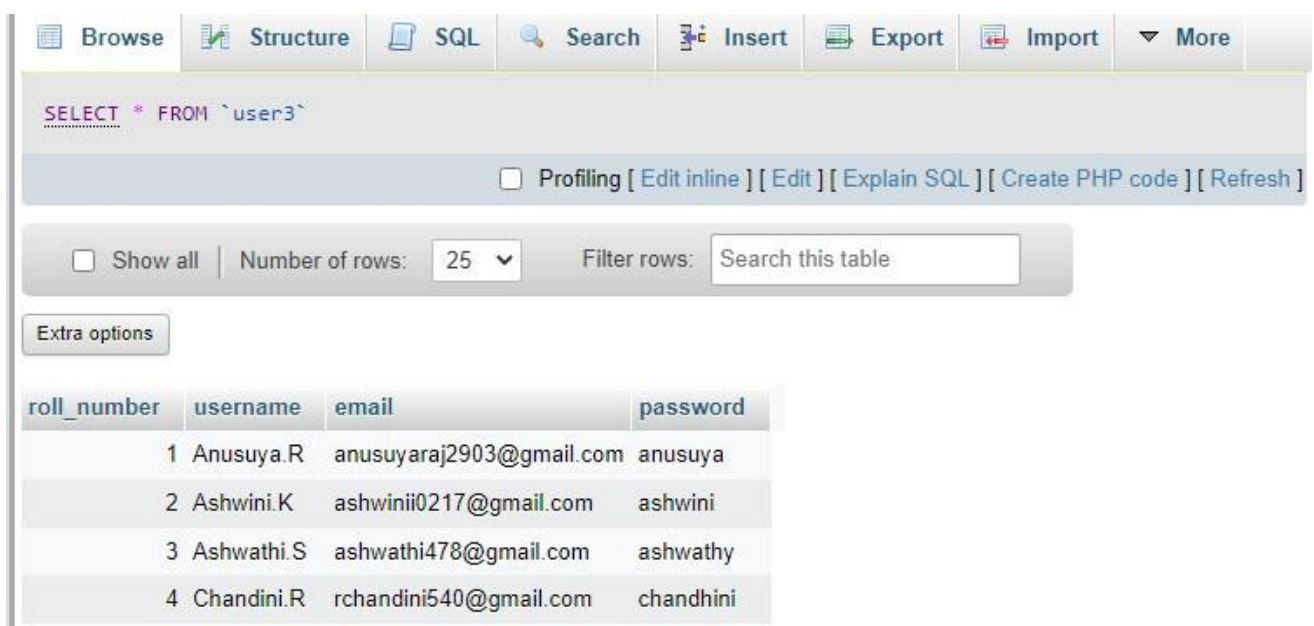 Browse Structure SQL Search Insert Export Import More
SELECT * FROM `user3`
Profiling [ Edit inline ] [ Edit ] [ Explain SQL ] [ Create PHP code ] [ Refresh ]
Show all Number of rows: 25 Filter rows: Search this table
Extra options
roll_number username email password
1 Anusuya.R anusuyaraj2903@gmail.com anusuya
2 Ashwini.K ashwinii0217@gmail.com ashwini
3 Ashwathi.S ashwathi478@gmail.com ashwathy
4 Chandini.R rchandini540@gmail.com chandhini